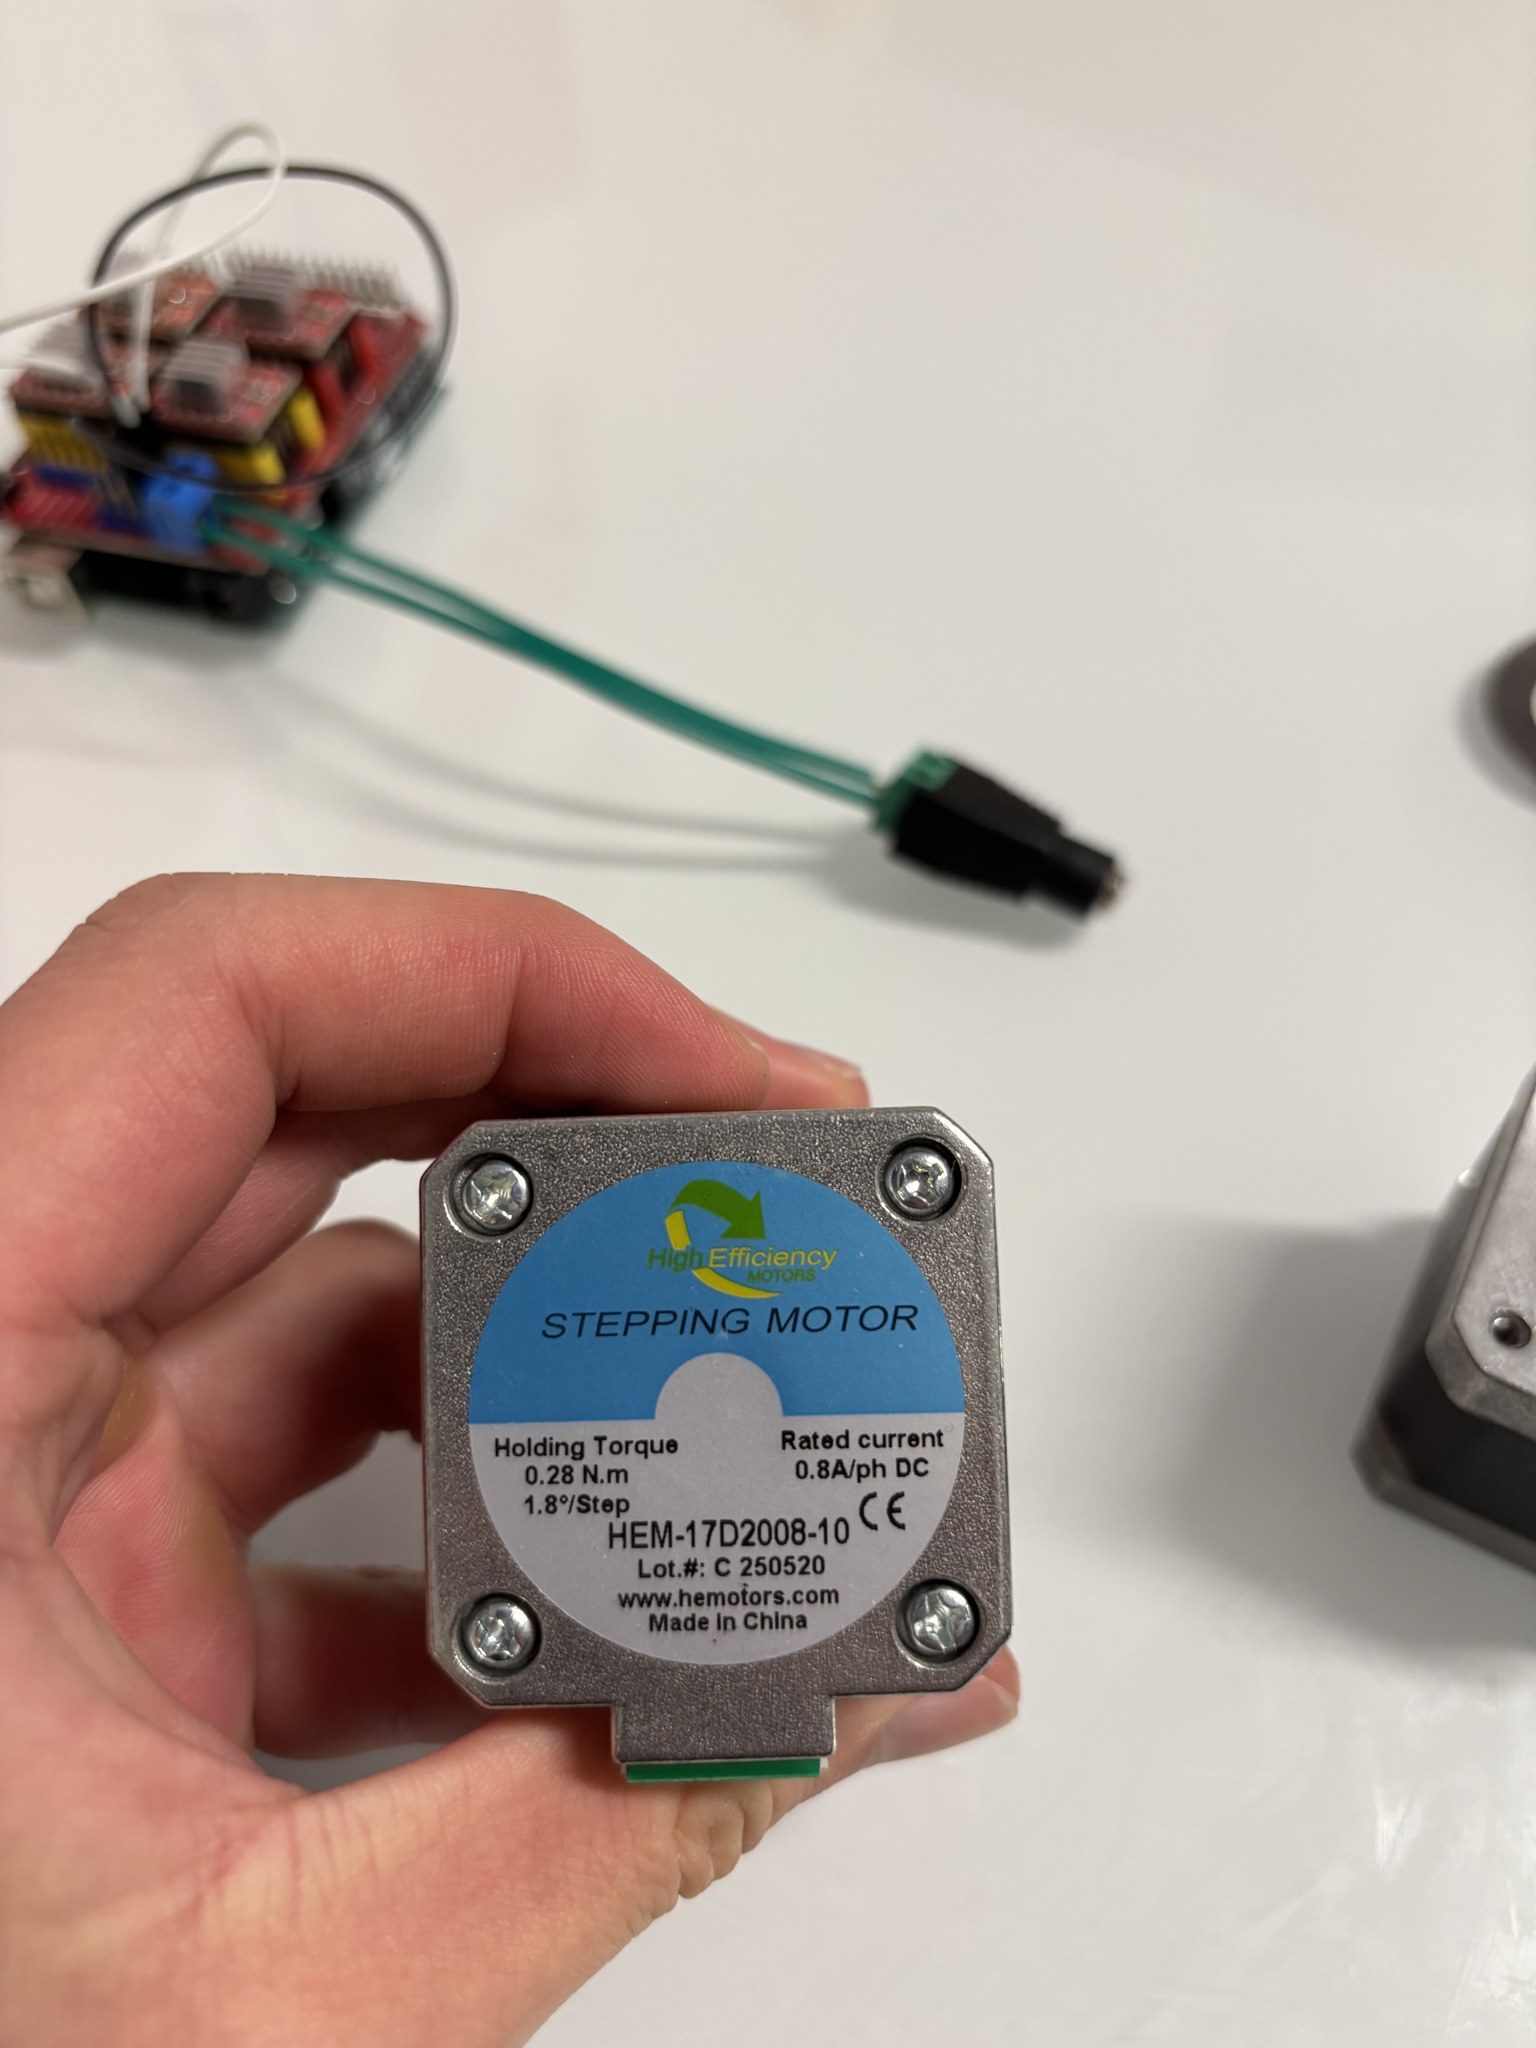 High Efficiency
MOTORS
STEPPING MOTOR
Holding Torque
0.28 N.m
1.8°/Step
Rated current
0.8A/ph DC
CE
HEM-17D2008-10
Lot.#: C 250520
www.hemotors.com
Made in China